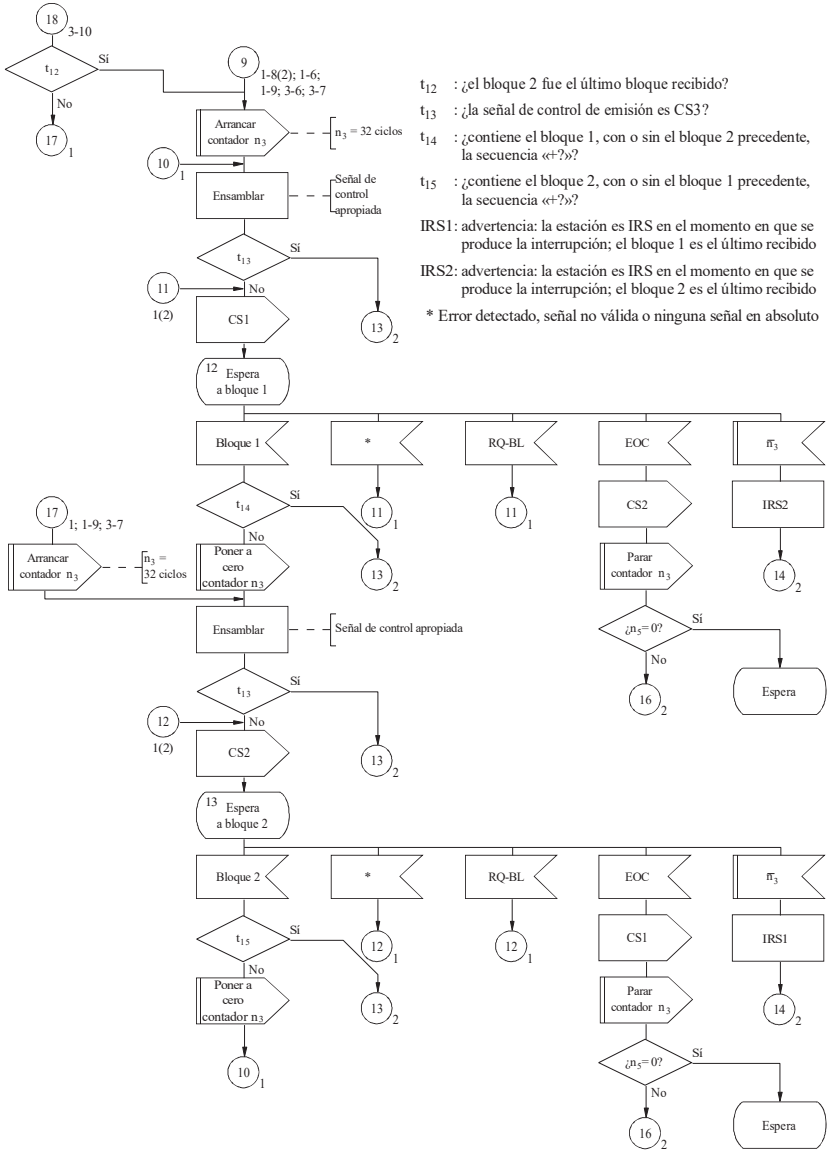 18
3-10
t12
Sí
No
17
1
9
1-8(2); 1-6;
1-9; 3-6; 3-7
Arrancar
contador n3
n3 = 32 ciclos
10
1
Ensamblar
Señal de
control
apropiada
t13
Sí
No
13
2
11
1(2)
CS1
t12 : ¿el bloque 2 fue el último bloque recibido?
t13 : ¿la señal de control de emisión es CS3?
t14 : ¿contiene el bloque 1, con o sin el bloque 2 precedente,
la secuencia «+?»?
t15 : ¿contiene el bloque 2, con o sin el bloque 1 precedente,
la secuencia «+?»?
IRS1: advertencia: la estación es IRS en el momento en que se
produce la interrupción; el bloque 1 es el último recibido
IRS2: advertencia: la estación es IRS en el momento en que se
produce la interrupción; el bloque 2 es el último recibido
* Error detectado, señal no válida o ninguna señal en absoluto
12 Espera
a bloque 1
Bloque 1
*
RQ-BL
EOC
n̅3
t14
Sí
No
11
1
13
2
11
1
CS2
IRS2
14
2
Parar
contador n3
¿n5= 0?
Sí
No
16
2
Espera
17
1; 1-9; 3-7
Arrancar
contador n3
n3 =
32 ciclos
Poner a
cero
contador n3
Ensamblar
Señal de control apropiada
t13
Sí
No
13
2
12
1(2)
CS2
13 Espera
a bloque 2
Bloque 2
*
RQ-BL
EOC
n̅3
t15
Sí
No
12
1
13
2
12
1
CS1
IRS1
14
2
Poner a
cero
contador n3
10
1
Parar
contador n3
¿n5= 0?
Sí
No
16
2
Espera